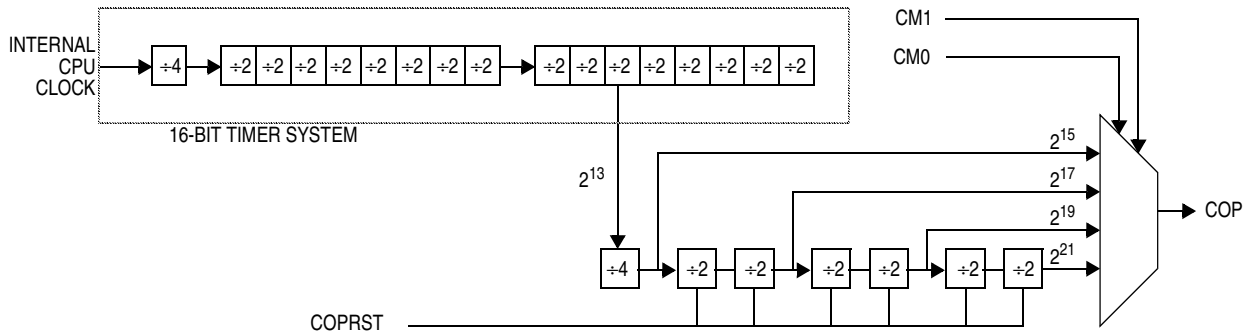 INTERNAL
CPU
CLOCK
÷4
÷2 ÷2 ÷2 ÷2 ÷2 ÷2 ÷2 ÷2
÷2 ÷2 ÷2 ÷2 ÷2 ÷2 ÷2 ÷2
16-BIT TIMER SYSTEM
CM1
CM0
2^13
2^15
2^17
2^19
2^21
÷4 ÷2 ÷2 ÷2 ÷2 ÷2 ÷2
COP
COPRST